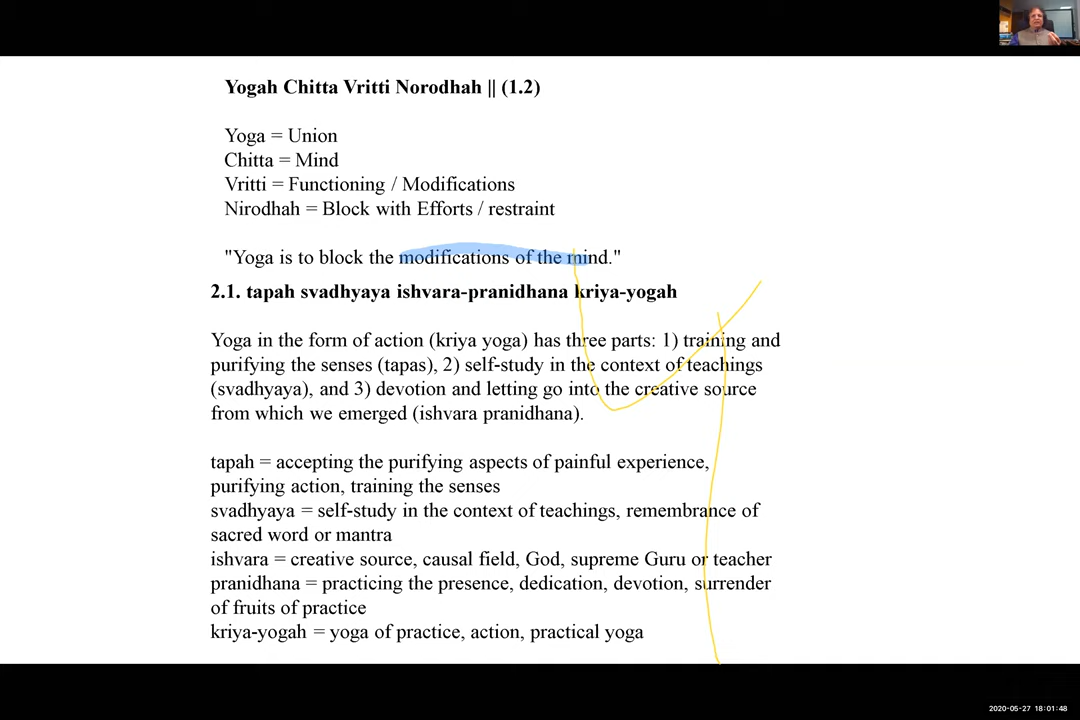 Yogah Chitta Vritti Norodhah || (1.2)
Yoga = Union
Chitta = Mind
Vritti = Functioning / Modifications
Nirodhah = Block with Efforts / restraint
"Yoga is to block the modifications of the mind."
2.1. tapah svadhyaya ishvara-pranidhana kriya-yogah
Yoga in the form of action (kriya yoga) has three parts: 1) training and
purifying the senses (tapas), 2) self-study in the context of teachings
(svadhyaya), and 3) devotion and letting go into the creative source
from which we emerged (ishvara pranidhana).
tapah = accepting the purifying aspects of painful experience,
purifying action, training the senses
svadhyaya = self-study in the context of teachings, remembrance of
sacred word or mantra
ishvara = creative source, causal field, God, supreme Guru or teacher
pranidhana = practicing the presence, dedication, devotion, surrender
of fruits of practice
kriya-yogah = yoga of practice, action, practical yoga
2020-05-27 18:01:48